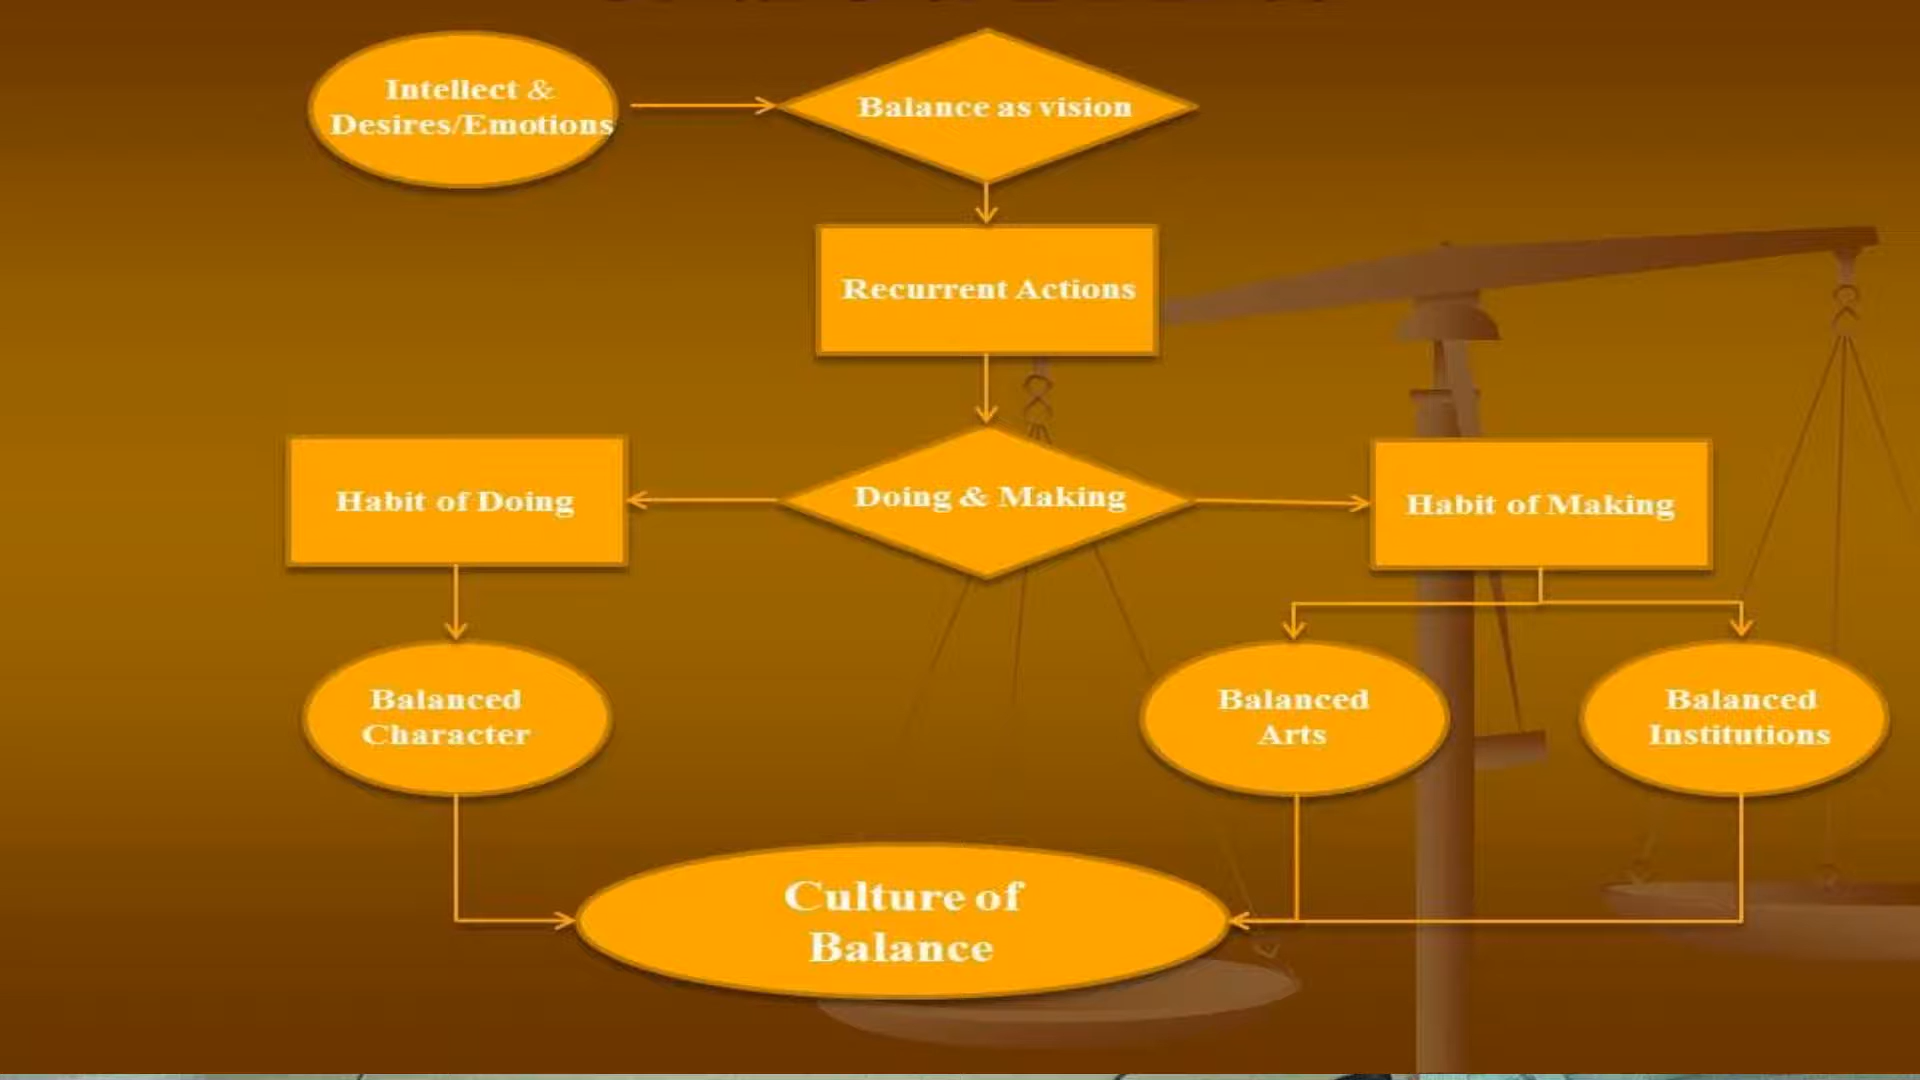 Intellect &
Desires/Emotions
Balance as vision
Recurrent Actions
Habit of Doing
Doing & Making
Habit of Making
Balanced
Character
Balanced
Arts
Balanced
Institutions
Culture of
Balance